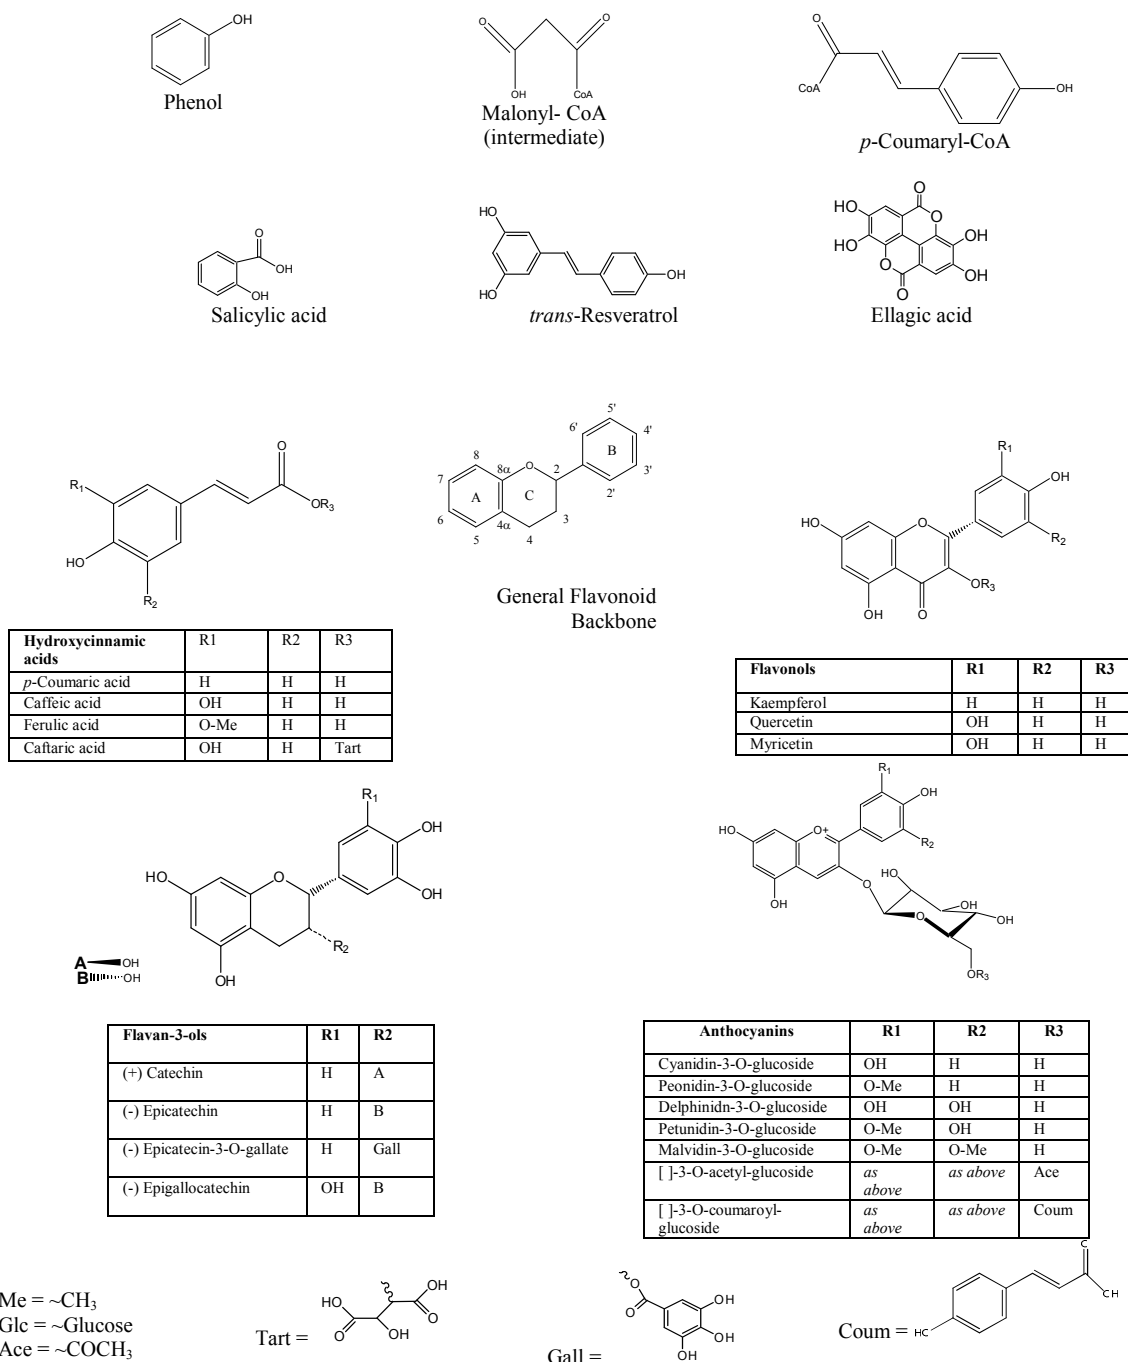 OH
Phenol
O
O
OH
CoA
Malonyl- CoA
(intermediate)
O
CoA
OH
p-Coumaryl-CoA
O
OH
OH
Salicylic acid
HO
OH
HO
trans-Resveratrol
O
HO
O
HO
OH
O
OH
O
Ellagic acid
O
R1
OR3
HO
R2
5'
6'
4'
B
8
8α
O
2
3'
7
A
C
2'
6
4α
3
5
4
General Flavonoid
Backbone
R1
OH
HO
O
R2
OR3
OH
O
Hydroxycinnamic acids R1 R2 R3
p-Coumaric acid H H H
Caffeic acid OH H H
Ferulic acid O-Me H H
Caftaric acid OH H Tart
Flavonols R1 R2 R3
Kaempferol H H H
Quercetin OH H H
Myricetin OH H H
R1
OH
HO
O
OH
R2
OH
A OH
B OH
R1
OH
HO
O+
R2
OH
O
HO
OH
O
OH
OR3
Flavan-3-ols R1 R2
(+) Catechin H A
(-) Epicatechin H B
(-) Epicatecin-3-O-gallate H Gall
(-) Epigallocatechin OH B
Anthocyanins R1 R2 R3
Cyanidin-3-O-glucoside OH H H
Peonidin-3-O-glucoside O-Me H H
Delphinidn-3-O-glucoside OH OH H
Petunidin-3-O-glucoside O-Me OH H
Malvidin-3-O-glucoside O-Me O-Me H
[ ]-3-O-acetyl-glucoside as above as above Ace
[ ]-3-O-coumaroyl-glucoside as above as above Coum
Me = ~CH3
Glc = ~Glucose
Ace = ~COCH3
Tart =
HO
OH
O
OH
O
Gall =
O
O
OH
OH
OH
Coum =
HC
C
CH